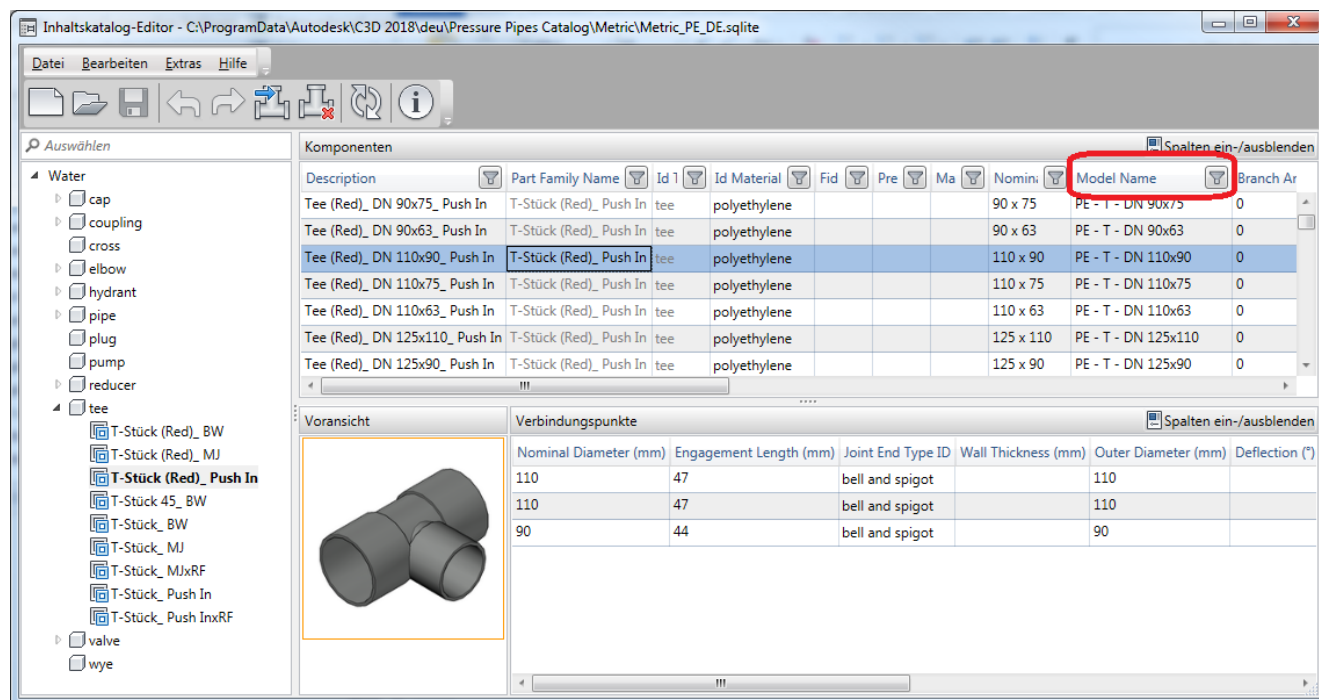 Inhaltskatalog-Editor - C:\ProgramData\Autodesk\C3D 2018\deu\Pressure Pipes Catalog\Metric\Metric_PE_DE.sqlite
Datei Bearbeiten Extras Hilfe
Auswählen
Water
cap
coupling
cross
elbow
hydrant
pipe
plug
pump
reducer
tee
T-Stück (Red)_ BW
T-Stück (Red)_ MJ
T-Stück (Red)_ Push In
T-Stück 45_ BW
T-Stück_ BW
T-Stück_ MJ
T-Stück_ MJxRF
T-Stück_ Push In
T-Stück_ Push InxRF
valve
wye
Komponenten Spalten ein-/ausblenden
Description Part Family Name Id T Id Material Fid Pre Ma Nomina Model Name Branch Ar
Tee (Red)_ DN 90x75_ Push In T-Stück (Red)_ Push In tee polyethylene 90 x 75 PE - T - DN 90x75 0
Tee (Red)_ DN 90x63_ Push In T-Stück (Red)_ Push In tee polyethylene 90 x 63 PE - T - DN 90x63 0
Tee (Red)_ DN 110x90_ Push In T-Stück (Red)_ Push In tee polyethylene 110 x 90 PE - T - DN 110x90 0
Tee (Red)_ DN 110x75_ Push In T-Stück (Red)_ Push In tee polyethylene 110 x 75 PE - T - DN 110x75 0
Tee (Red)_ DN 110x63_ Push In T-Stück (Red)_ Push In tee polyethylene 110 x 63 PE - T - DN 110x63 0
Tee (Red)_ DN 125x110_ Push In T-Stück (Red)_ Push In tee polyethylene 125 x 110 PE - T - DN 125x110 0
Tee (Red)_ DN 125x90_ Push In T-Stück (Red)_ Push In tee polyethylene 125 x 90 PE - T - DN 125x90 0
Voransicht
Verbindungspunkte Spalten ein-/ausblenden
Nominal Diameter (mm) Engagement Length (mm) Joint End Type ID Wall Thickness (mm) Outer Diameter (mm) Deflection (°)
110 47 bell and spigot 110
110 47 bell and spigot 110
90 44 bell and spigot 90